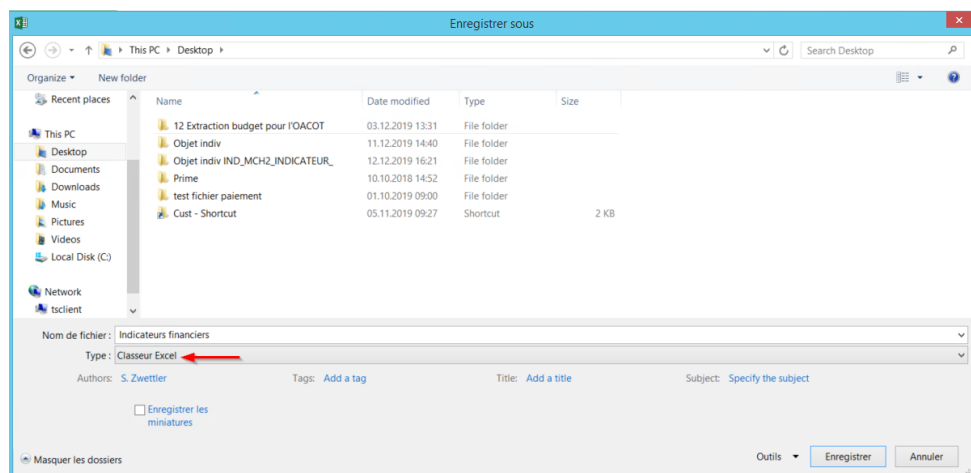 Enregistrer sous
This PC Desktop
Search Desktop
Organize New folder
Recent places
This PC
Desktop
Documents
Downloads
Music
Pictures
Videos
Local Disk (C:)
Network
tsclient
Name Date modified Type Size
12 Extraction budget pour l'OACOT 03.12.2019 13:31 File folder
Objet indiv 11.12.2019 14:40 File folder
Objet indiv IND_MCH2_INDICATEUR_ 12.12.2019 16:21 File folder
Prime 10.10.2018 14:52 File folder
test fichier paiement 01.10.2019 09:00 File folder
Cust - Shortcut 05.11.2019 09:27 Shortcut 2 KB
Nom de fichier : Indicateurs financiers
Type : Classeur Excel
Authors: S. Zwettler Tags: Add a tag Title: Add a title Subject: Specify the subject
Enregistrer les
miniatures
Masquer les dossiers Outils Enregistrer Annuler